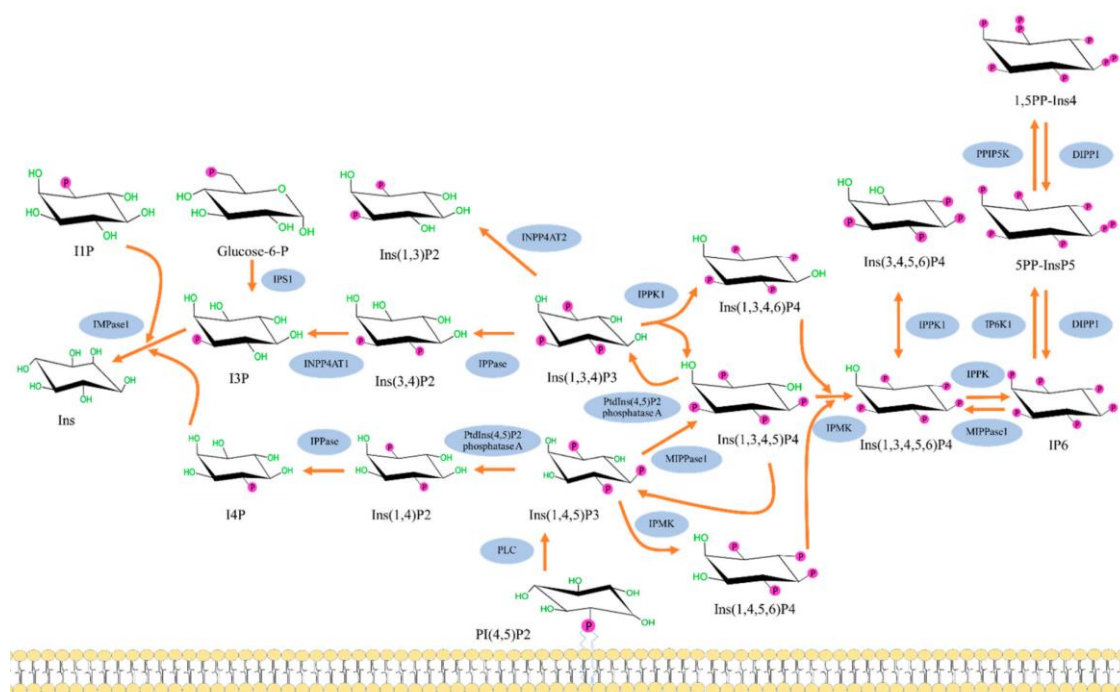 1,5PP-Ins4
PPIP5K
DIPP1
5PP-InsP5
IP6K1
DIPP1
IP6
I1P
Glucose-6-P
IPS1
Ins(1,3)P2
INPP4AT2
IMPase1
Ins
I3P
INPP4AT1
Ins(3,4)P2
IPPase
Ins(1,3,4)P3
IPPK1
Ins(1,3,4,6)P4
PtdIns(4,5)P2
phosphataseA
Ins(1,3,4,5)P4
Ins(3,4,5,6)P4
IPPK1
IPMK
Ins(1,3,4,5,6)P4
IPPK
MIPPase1
I4P
IPPase
Ins(1,4)P2
PtdIns(4,5)P2
phosphataseA
Ins(1,4,5)P3
MIPPase1
IPMK
Ins(1,4,5,6)P4
PLC
PI(4,5)P2